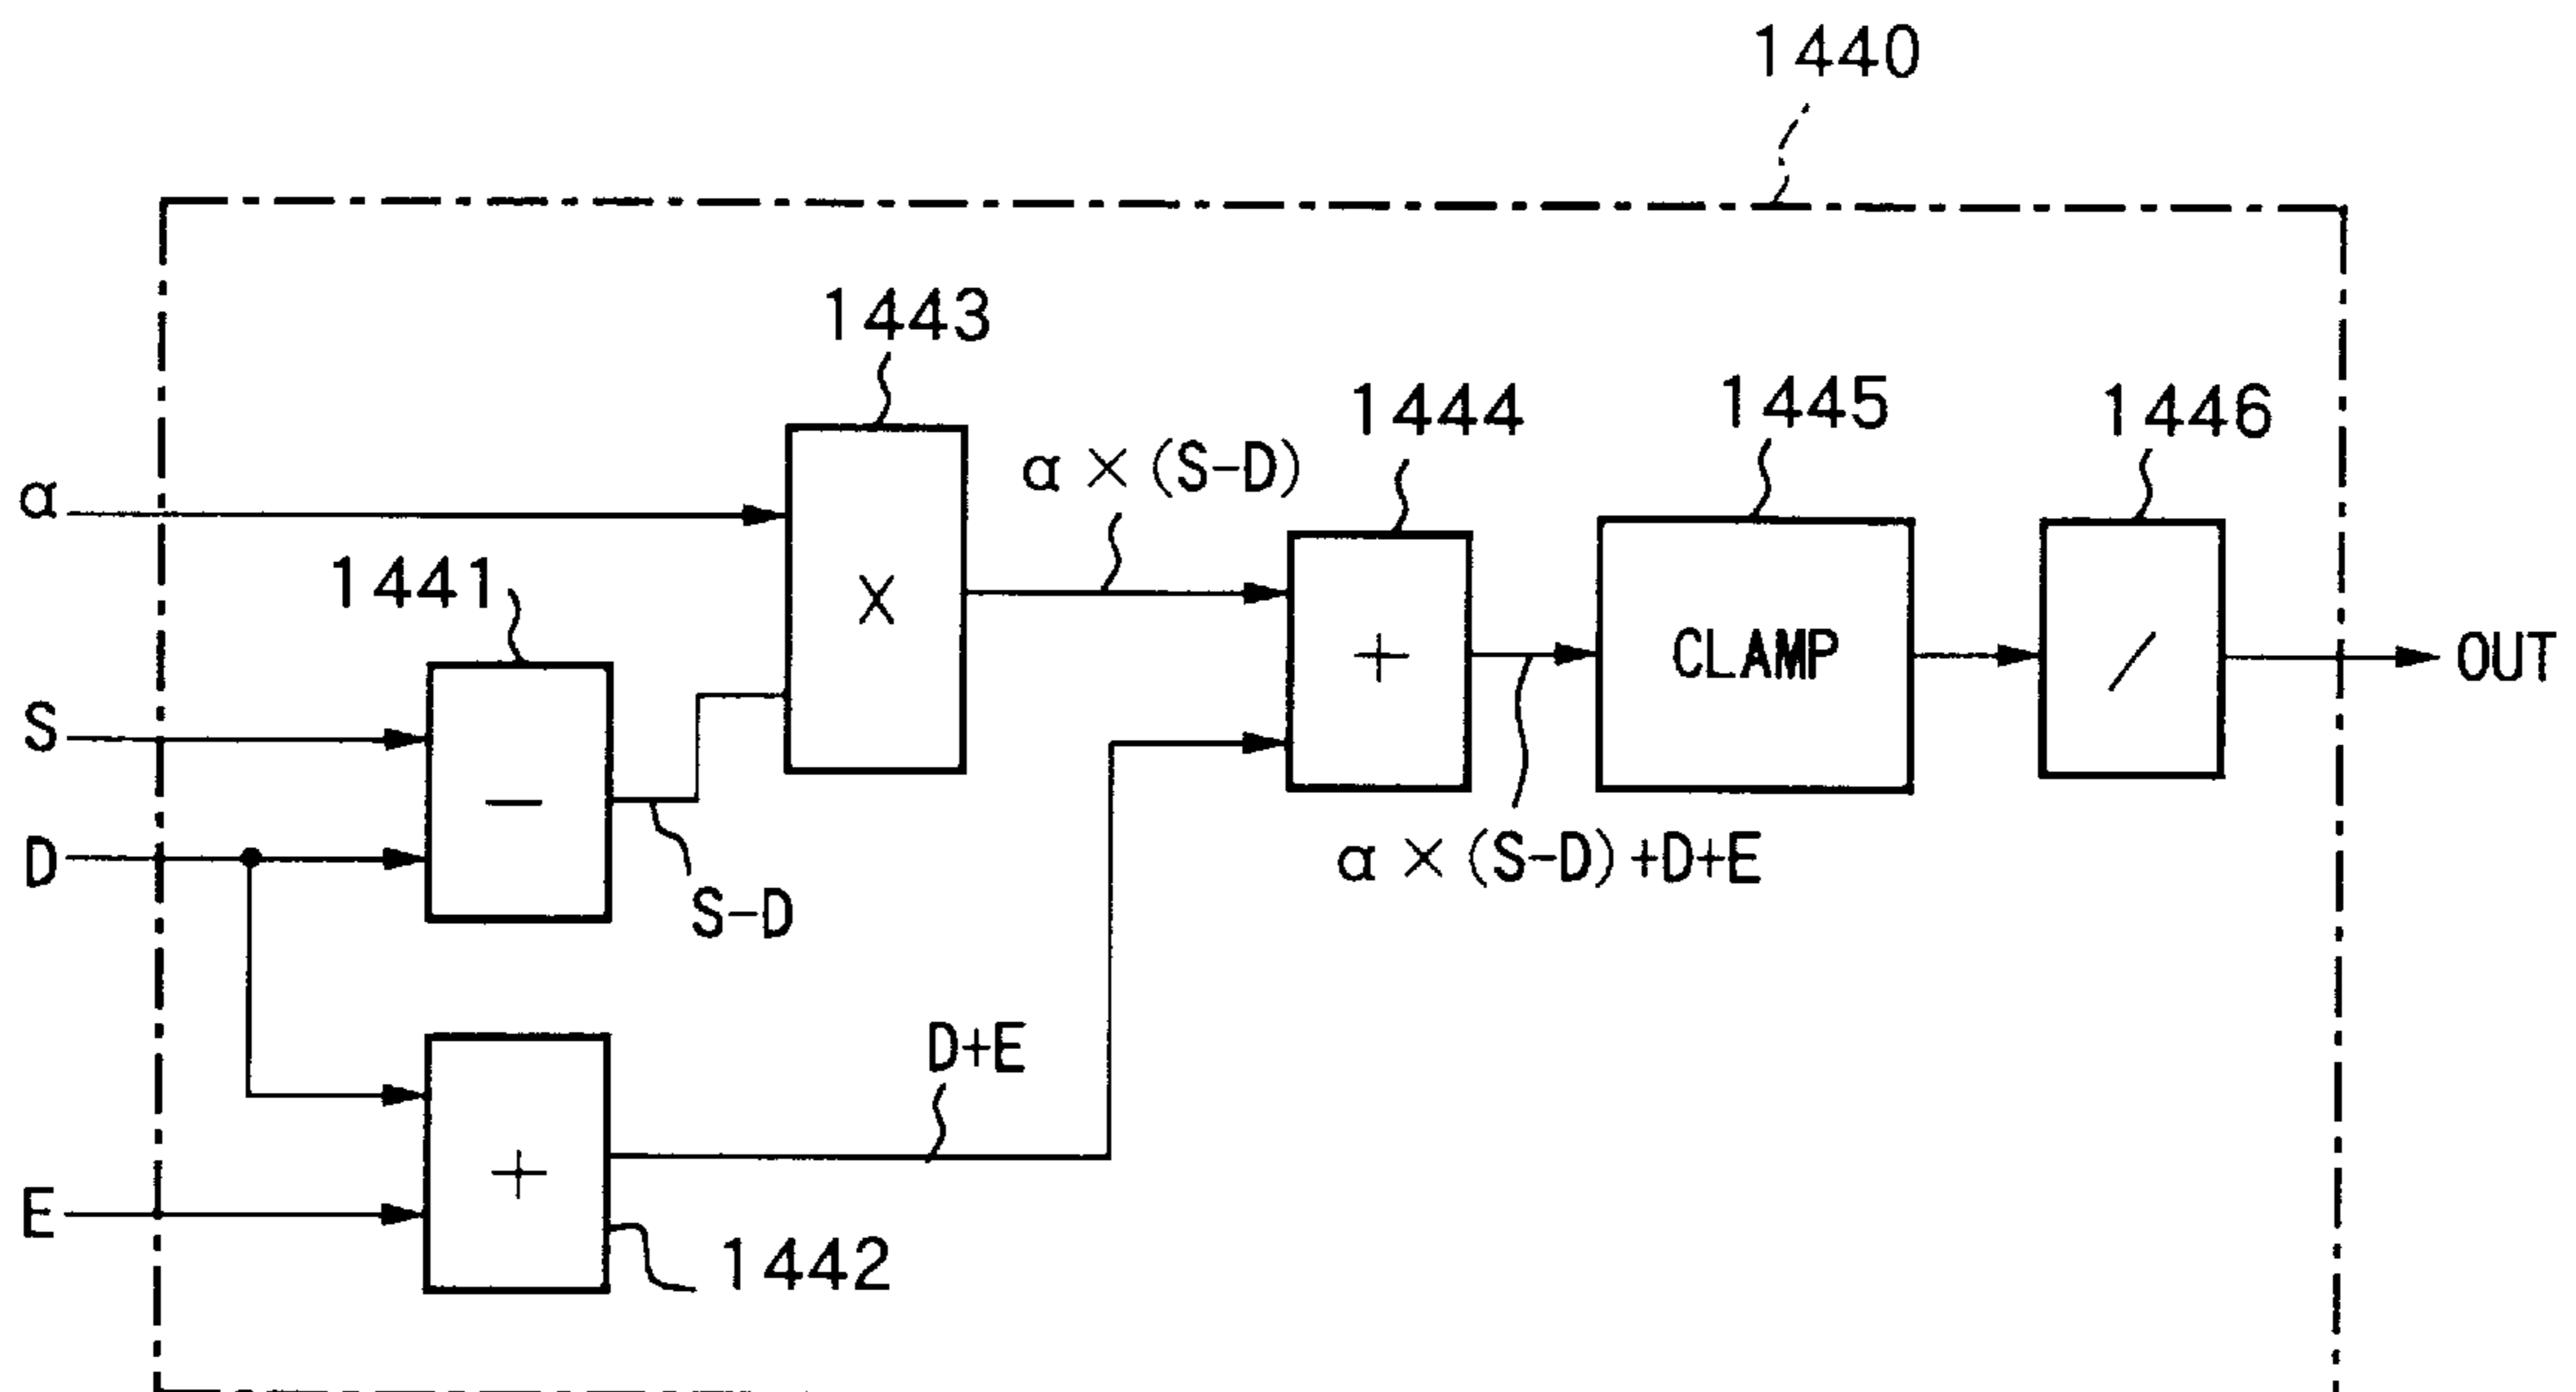 1440
1443
1444
1445
1446
α × (S-D)
α
1441
×
+
CLAMP
/
OUT
S
−
D
S-D
α × (S-D)+D+E
D+E
+
E
1442